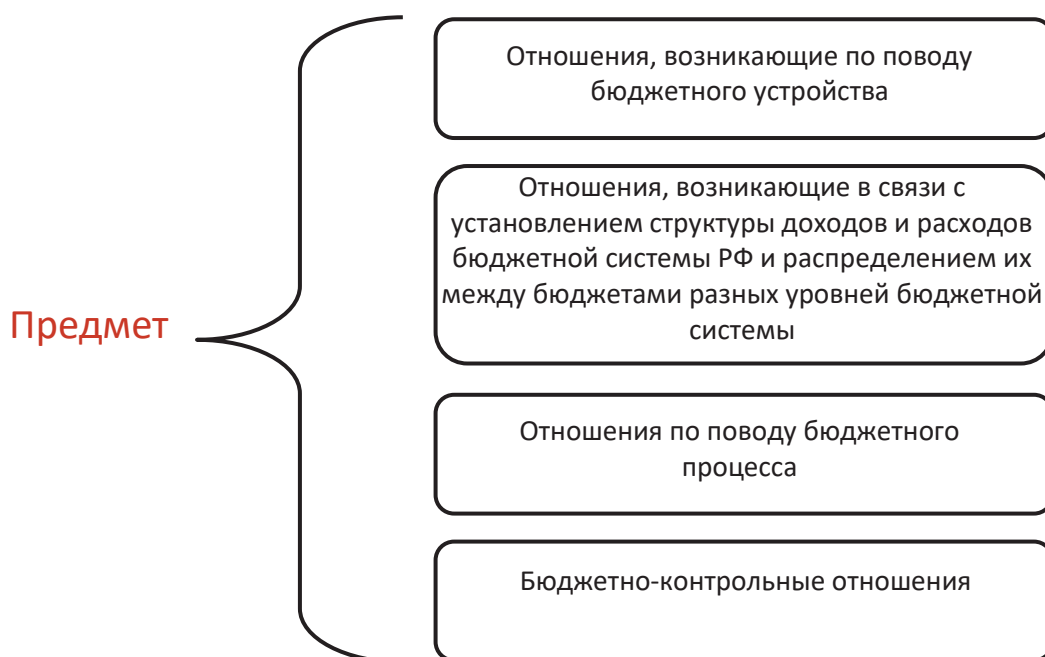 Отношения, возникающие по поводу
бюджетного устройства
Отношения, возникающие в связи с
установлением структуры доходов и расходов
бюджетной системы РФ и распределением их
между бюджетами разных уровней бюджетной
системы
Предмет
Отношения по поводу бюджетного
процесса
Бюджетно-контрольные отношения